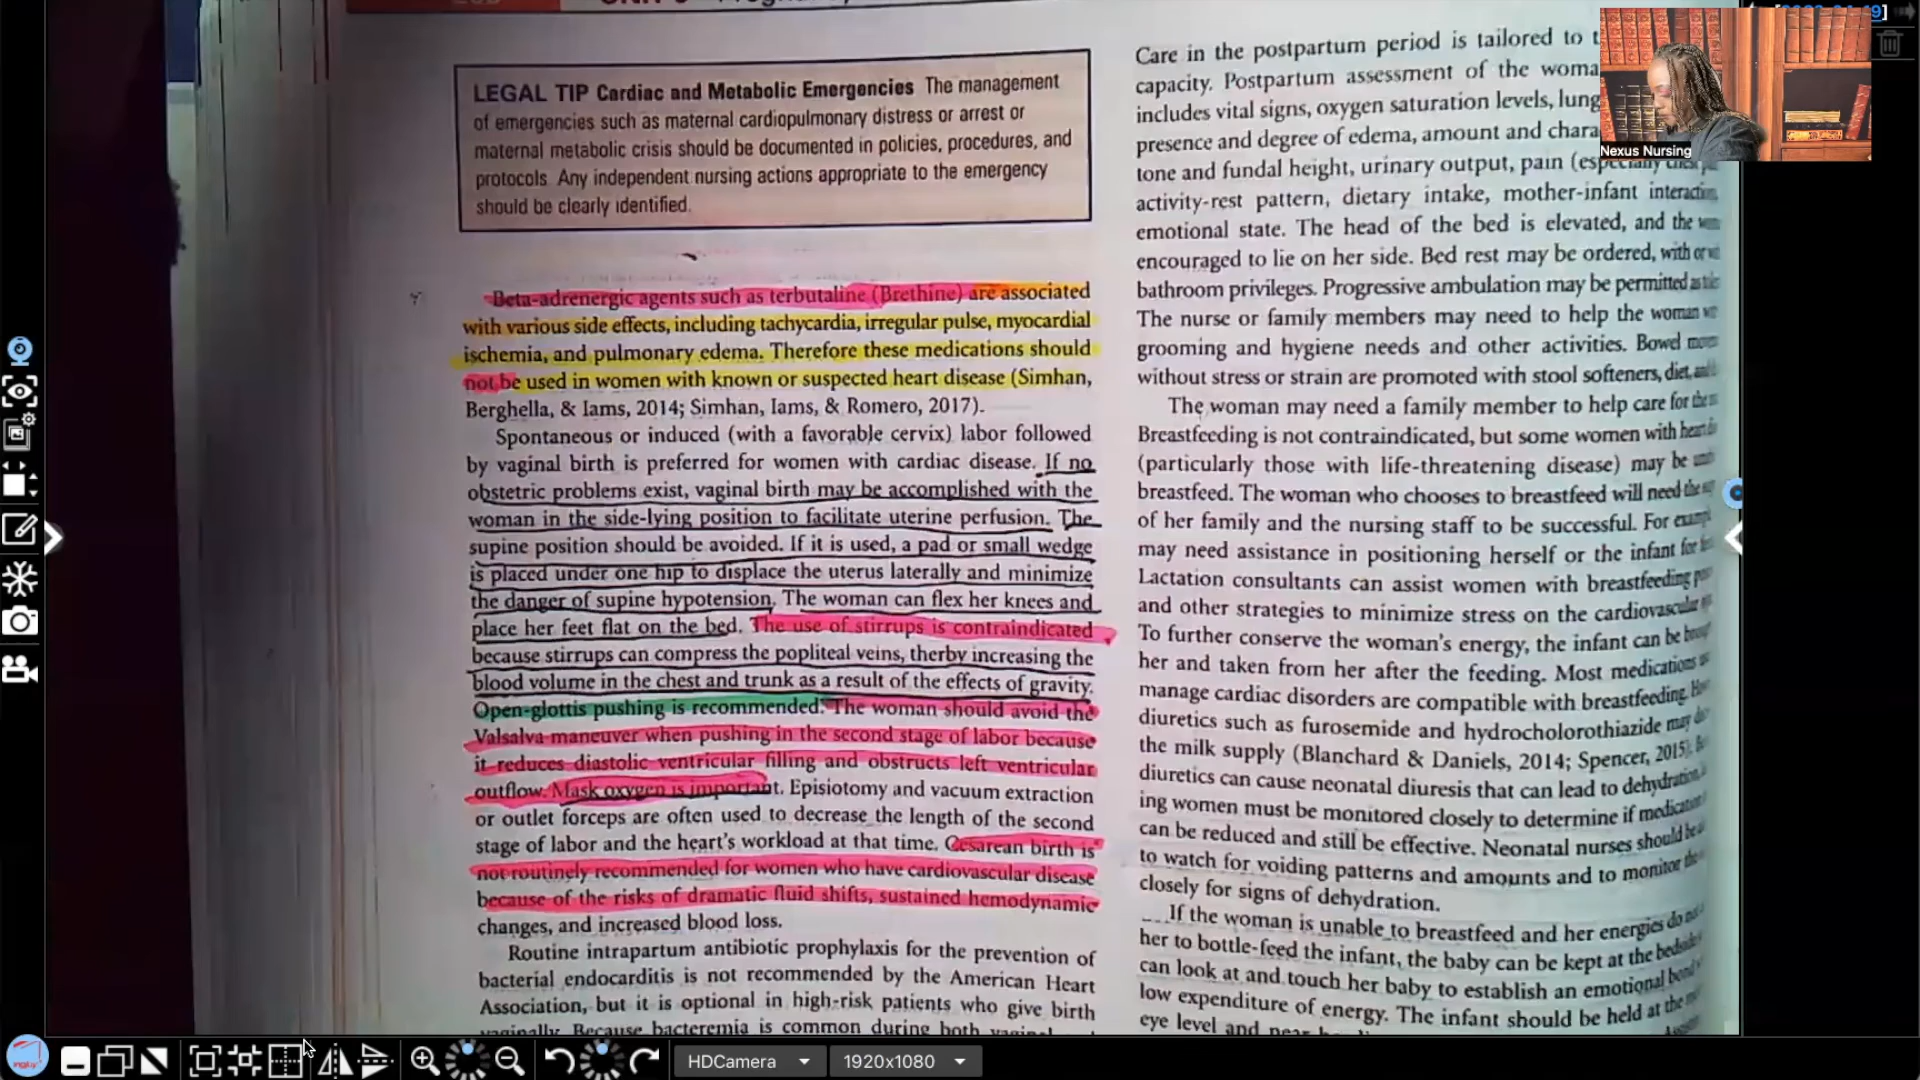 LEGAL TIP Cardiac and Metabolic Emergencies The management
of emergencies such as maternal cardiopulmonary distress or arrest or
maternal metabolic crisis should be documented in policies, procedures, and
protocols. Any independent nursing actions appropriate to the emergency
should be clearly identified.
Beta-adrenergic agents such as terbutaline (Brethine) are associated
with various side effects, including tachycardia, irregular pulse, myocardial
ischemia, and pulmonary edema. Therefore these medications should
not be used in women with known or suspected heart disease (Simhan,
Berghella, & Iams, 2014; Simhan, Iams, & Romero, 2017).
Spontaneous or induced (with a favorable cervix) labor followed
by vaginal birth is preferred for women with cardiac disease. If no
obstetric problems exist, vaginal birth may be accomplished with the
woman in the side-lying position to facilitate uterine perfusion. The
supine position should be avoided. If it is used, a pad or small wedge
is placed under one hip to displace the uterus laterally and minimize
the danger of supine hypotension. The woman can flex her knees and
place her feet flat on the bed. The use of stirrups is contraindicated
because stirrups can compress the popliteal veins, therby increasing the
blood volume in the chest and trunk as a result of the effects of gravity.
Open-glottis pushing is recommended. The woman should avoid the
Valsalva maneuver when pushing in the second stage of labor because
it reduces diastolic ventricular filling and obstructs left ventricular
outflow. Mask oxygen is important. Episiotomy and vacuum extraction
or outlet forceps are often used to decrease the length of the second
stage of labor and the heart's workload at that time. Cesarean birth is
not routinely recommended for women who have cardiovascular disease
because of the risks of dramatic fluid shifts, sustained hemodynamic
changes, and increased blood loss.
Routine intrapartum antibiotic prophylaxis for the prevention of
bacterial endocarditis is not recommended by the American Heart
Association, but it is optional in high-risk patients who give birth
vaginally. Because bacteremia is common during both
Care in the postpartum period is tailored to
capacity. Postpartum assessment of the
includes vital signs, oxygen saturation levels,
presence and degree of edema, amount and
tone and fundal height, urinary output, pain
activity-rest pattern, dietary intake, mother-infant interaction,
emotional state. The head of the bed is elevated, and the
encouraged to lie on her side. Bed rest may be ordered, with
bathroom privileges. Progressive ambulation may be permitted
The nurse or family members may need to help the woman
grooming and hygiene needs and other activities. Bowel
without stress or strain are promoted with stool softeners, diet,
The woman may need a family member to help care for the
Breastfeeding is not contraindicated, but some women with
(particularly those with life-threatening disease) may be
breastfeed. The woman who chooses to breastfeed will need the
of her family and the nursing staff to be successful. For
may need assistance in positioning herself or the infant for
Lactation consultants can assist women with breastfeeding
and other strategies to minimize stress on the cardiovascular
To further conserve the woman's energy, the infant can be
her and taken from her after the feeding. Most medications
manage cardiac disorders are compatible with breastfeeding.
diuretics such as furosemide and hydrochlorothiazide may
the milk supply (Blanchard & Daniels, 2014; Spencer, 2015).
diuretics can cause neonatal diuresis that can lead to dehydration,
ing women must be monitored closely to determine if
can be reduced and still be effective. Neonatal nurses should
to watch for voiding patterns and amounts and to monitor
closely for signs of dehydration.
If the woman is unable to breastfeed and her energies do
her to bottle-feed the infant, the baby can be kept at the
can look at and touch her baby to establish an emotional
low expenditure of energy. The infant should be held at the
eye level and
Nexus Nursing
HDCamera
1920x1080